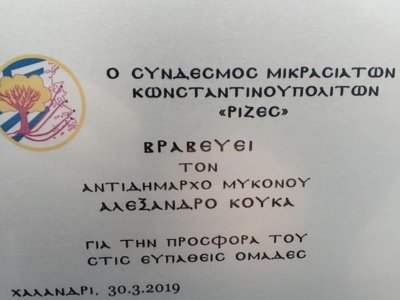 Ο ΣΥΝΔΕΣΜΟΣ ΜΙΚΡΑΣΙΑΤΩΝ
ΚΩΝΣΤΑΝΤΙΝΟΥΠΟΛΙΤΩΝ
«ΡΙΖΕΣ»
ΒΡΑΒΕΥΕΙ
ΤΟΝ
ΑΝΤΙΔΗΜΑΡΧΟ ΜΥΚΟΝΟΥ
ΑΛΕΞΑΝΔΡΟ ΚΟΥΚΑ
ΓΙΑ ΤΗΝ ΠΡΟΣΦΟΡΑ ΤΟΥ
ΣΤΙΣ ΕΥΠΑΘΕΙΣ ΟΜΑΔΕΣ
ΧΑΛΑΝΔΡΙ, 30.3.2019